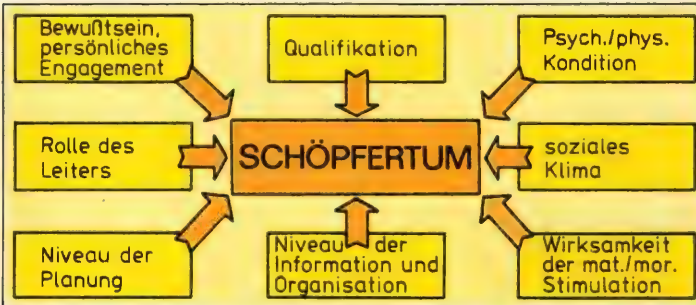 Bewußtsein,
persönliches
Engagement
Qualifikation
Psych./phys.
Kondition
Rolle des
Leiters
SCHÖPFERTUM
soziales
Klima
Niveau der
Planung
Niveau der
Information und
Organisation
Wirksamkeit
der mat./mor.
Stimulation